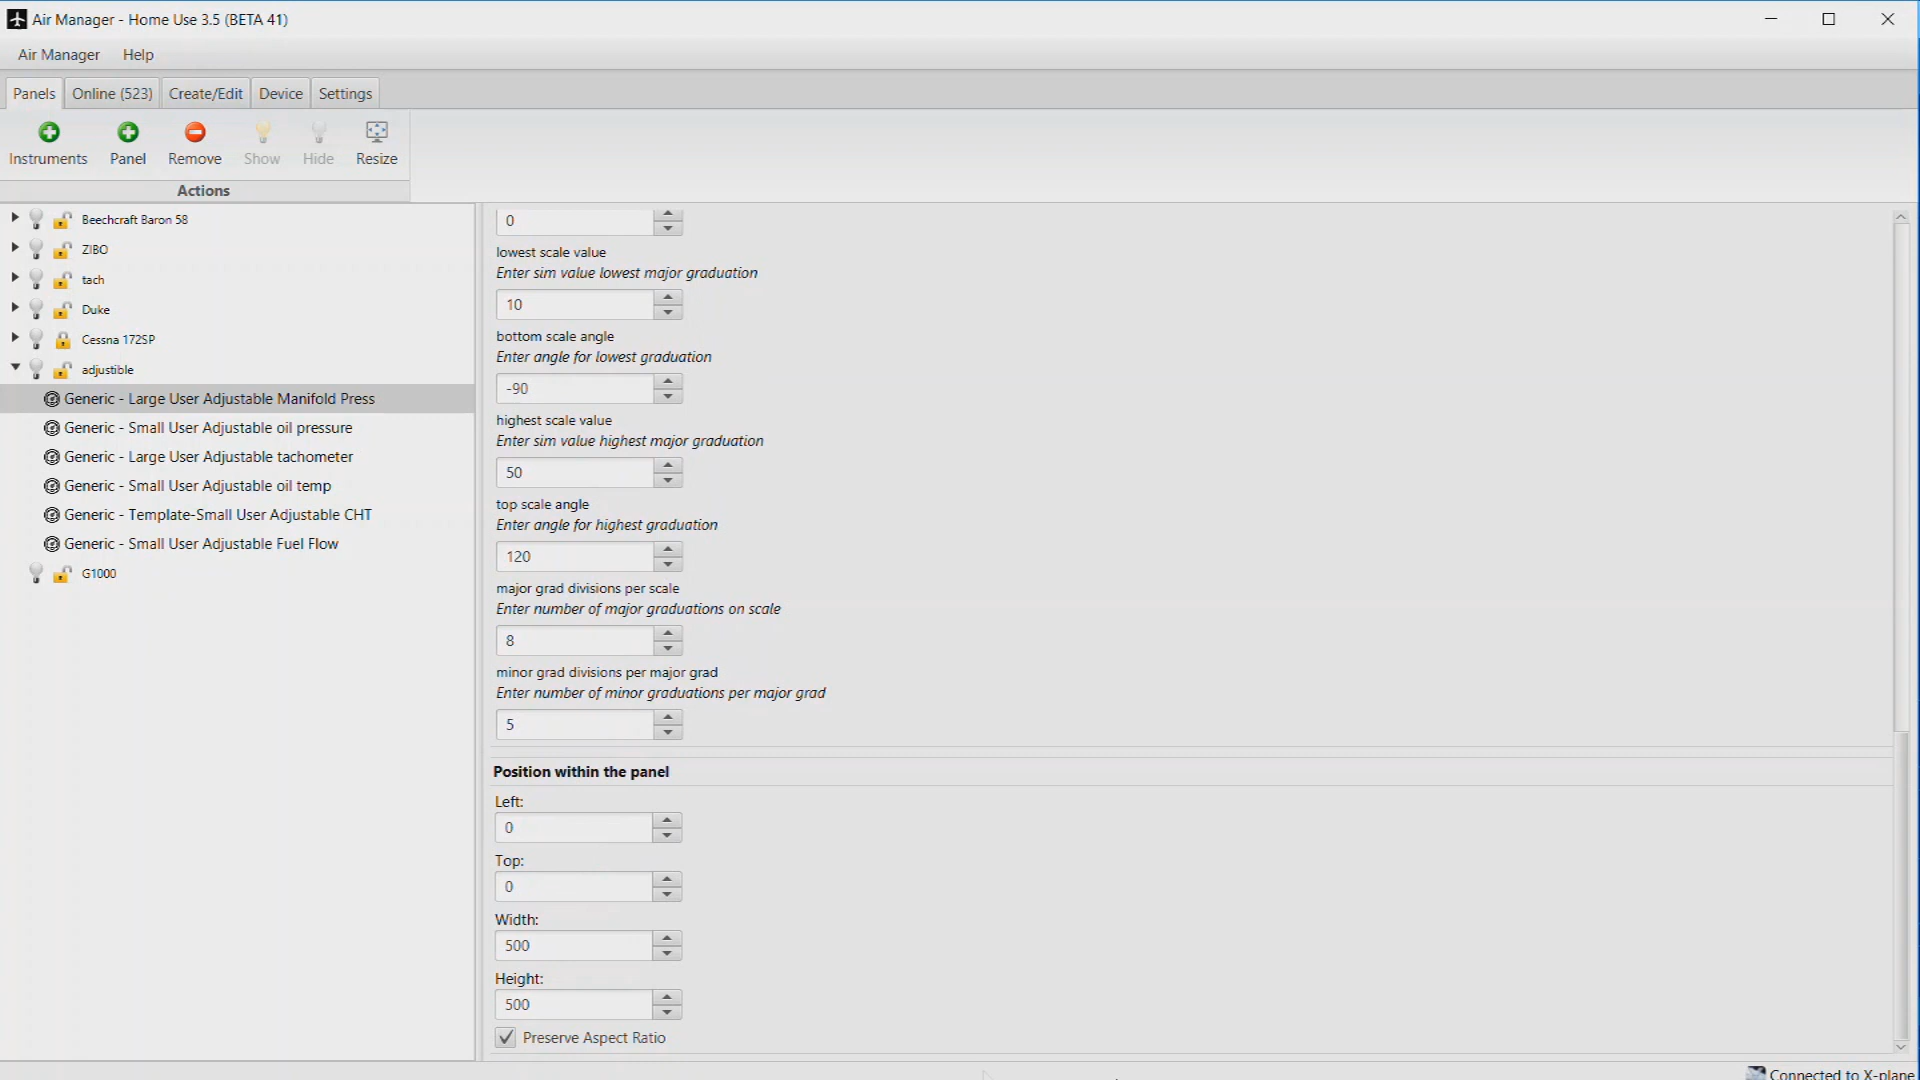 Air Manager - Home Use 3.5 (BETA 41)
Air Manager Help
Panels Online (523) Create/Edit Device Settings
Instruments Panel Remove Show Hide Resize
Actions
Beechcraft Baron 58
ZIBO
tach
Duke
Cessna 172SP
adjustible
Generic - Large User Adjustable Manifold Press
Generic - Small User Adjustable oil pressure
Generic - Large User Adjustable tachometer
Generic - Small User Adjustable oil temp
Generic - Template-Small User Adjustable CHT
Generic - Small User Adjustable Fuel Flow
G1000
0
lowest scale value
Enter sim value lowest major graduation
10
bottom scale angle
Enter angle for lowest graduation
-90
highest scale value
Enter sim value highest major graduation
50
top scale angle
Enter angle for highest graduation
120
major grad divisions per scale
Enter number of major graduations on scale
8
minor grad divisions per major grad
Enter number of minor graduations per major grad
5
Position within the panel
Left:
0
Top:
0
Width:
500
Height:
500
Preserve Aspect Ratio
Connected to X-plane